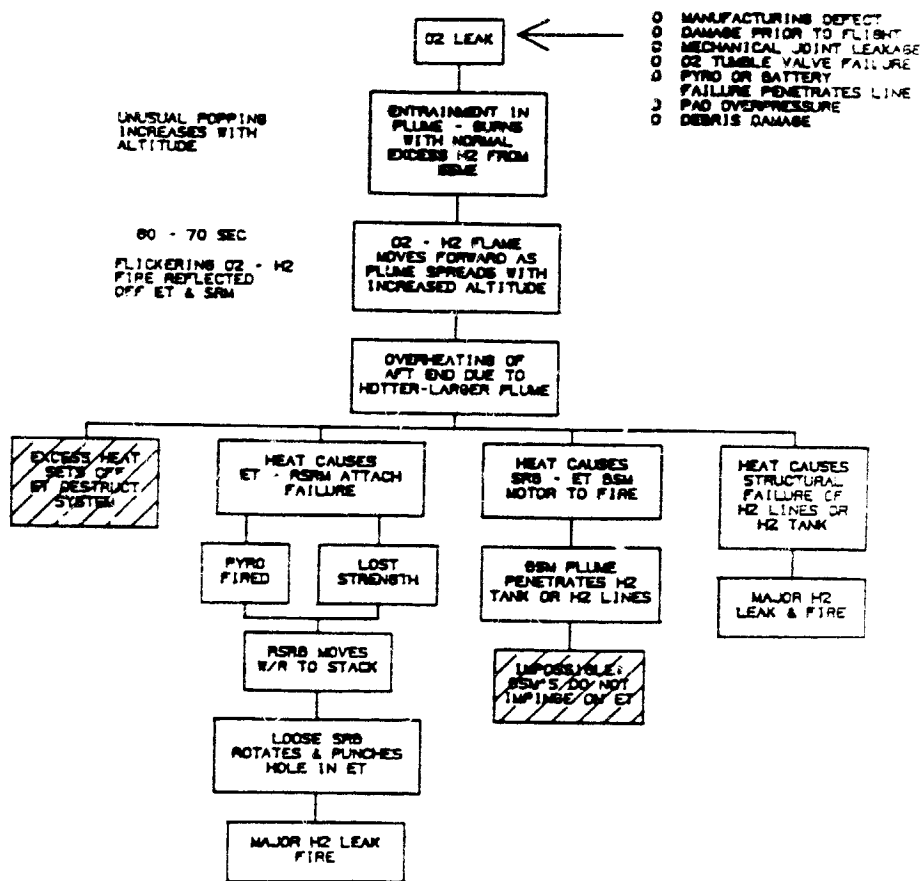 O2 LEAK
O MANUFACTURING DEFECT
O DAMAGE PRIOR TO FLIGHT
O MECHANICAL JOINT LEAKAGE
O O2 TUMBLE VALVE FAILURE
O PYRO OR BATTERY
FAILURE PENETRATES LINE
O PAD OVERPRESSURE
O DEBRIS DAMAGE
UNUSUAL POPPING
INCREASES WITH
ALTITUDE
ENTRAINMENT IN
PLUME - BURNS
WITH NORMAL
EXCESS H2 FROM
SSME
60 - 70 SEC
FLICKERING O2 - H2
FIRE REFLECTED
OFF ET & SRM
O2 - H2 FLAME
MOVES FORWARD AS
PLUME SPREADS WITH
INCREASED ALTITUDE
OVERHEATING OF
AFT END DUE TO
HOTTER-LARGER PLUME
EXCESS HEAT
SETS OFF
ET DESTRUCT
SYSTEM
HEAT CAUSES
ET - RSRM ATTACH
FAILURE
HEAT CAUSES
SRB - ET BSM
MOTOR TO FIRE
HEAT CAUSES
STRUCTURAL
FAILURE OF
H2 LINES OR
H2 TANK
PYRO
FIRED
LOST
STRENGTH
BSM PLUME
PENETRATES H2
TANK OR H2 LINES
MAJOR H2
LEAK & FIRE
RSRB MOVES
W/R TO STACK
IMPOSSIBLE:
BSM'S DO NOT
IMPINGE ON ET
LOOSE SRB
ROTATES & PUNCHES
HOLE IN ET
MAJOR H2 LEAK
FIRE